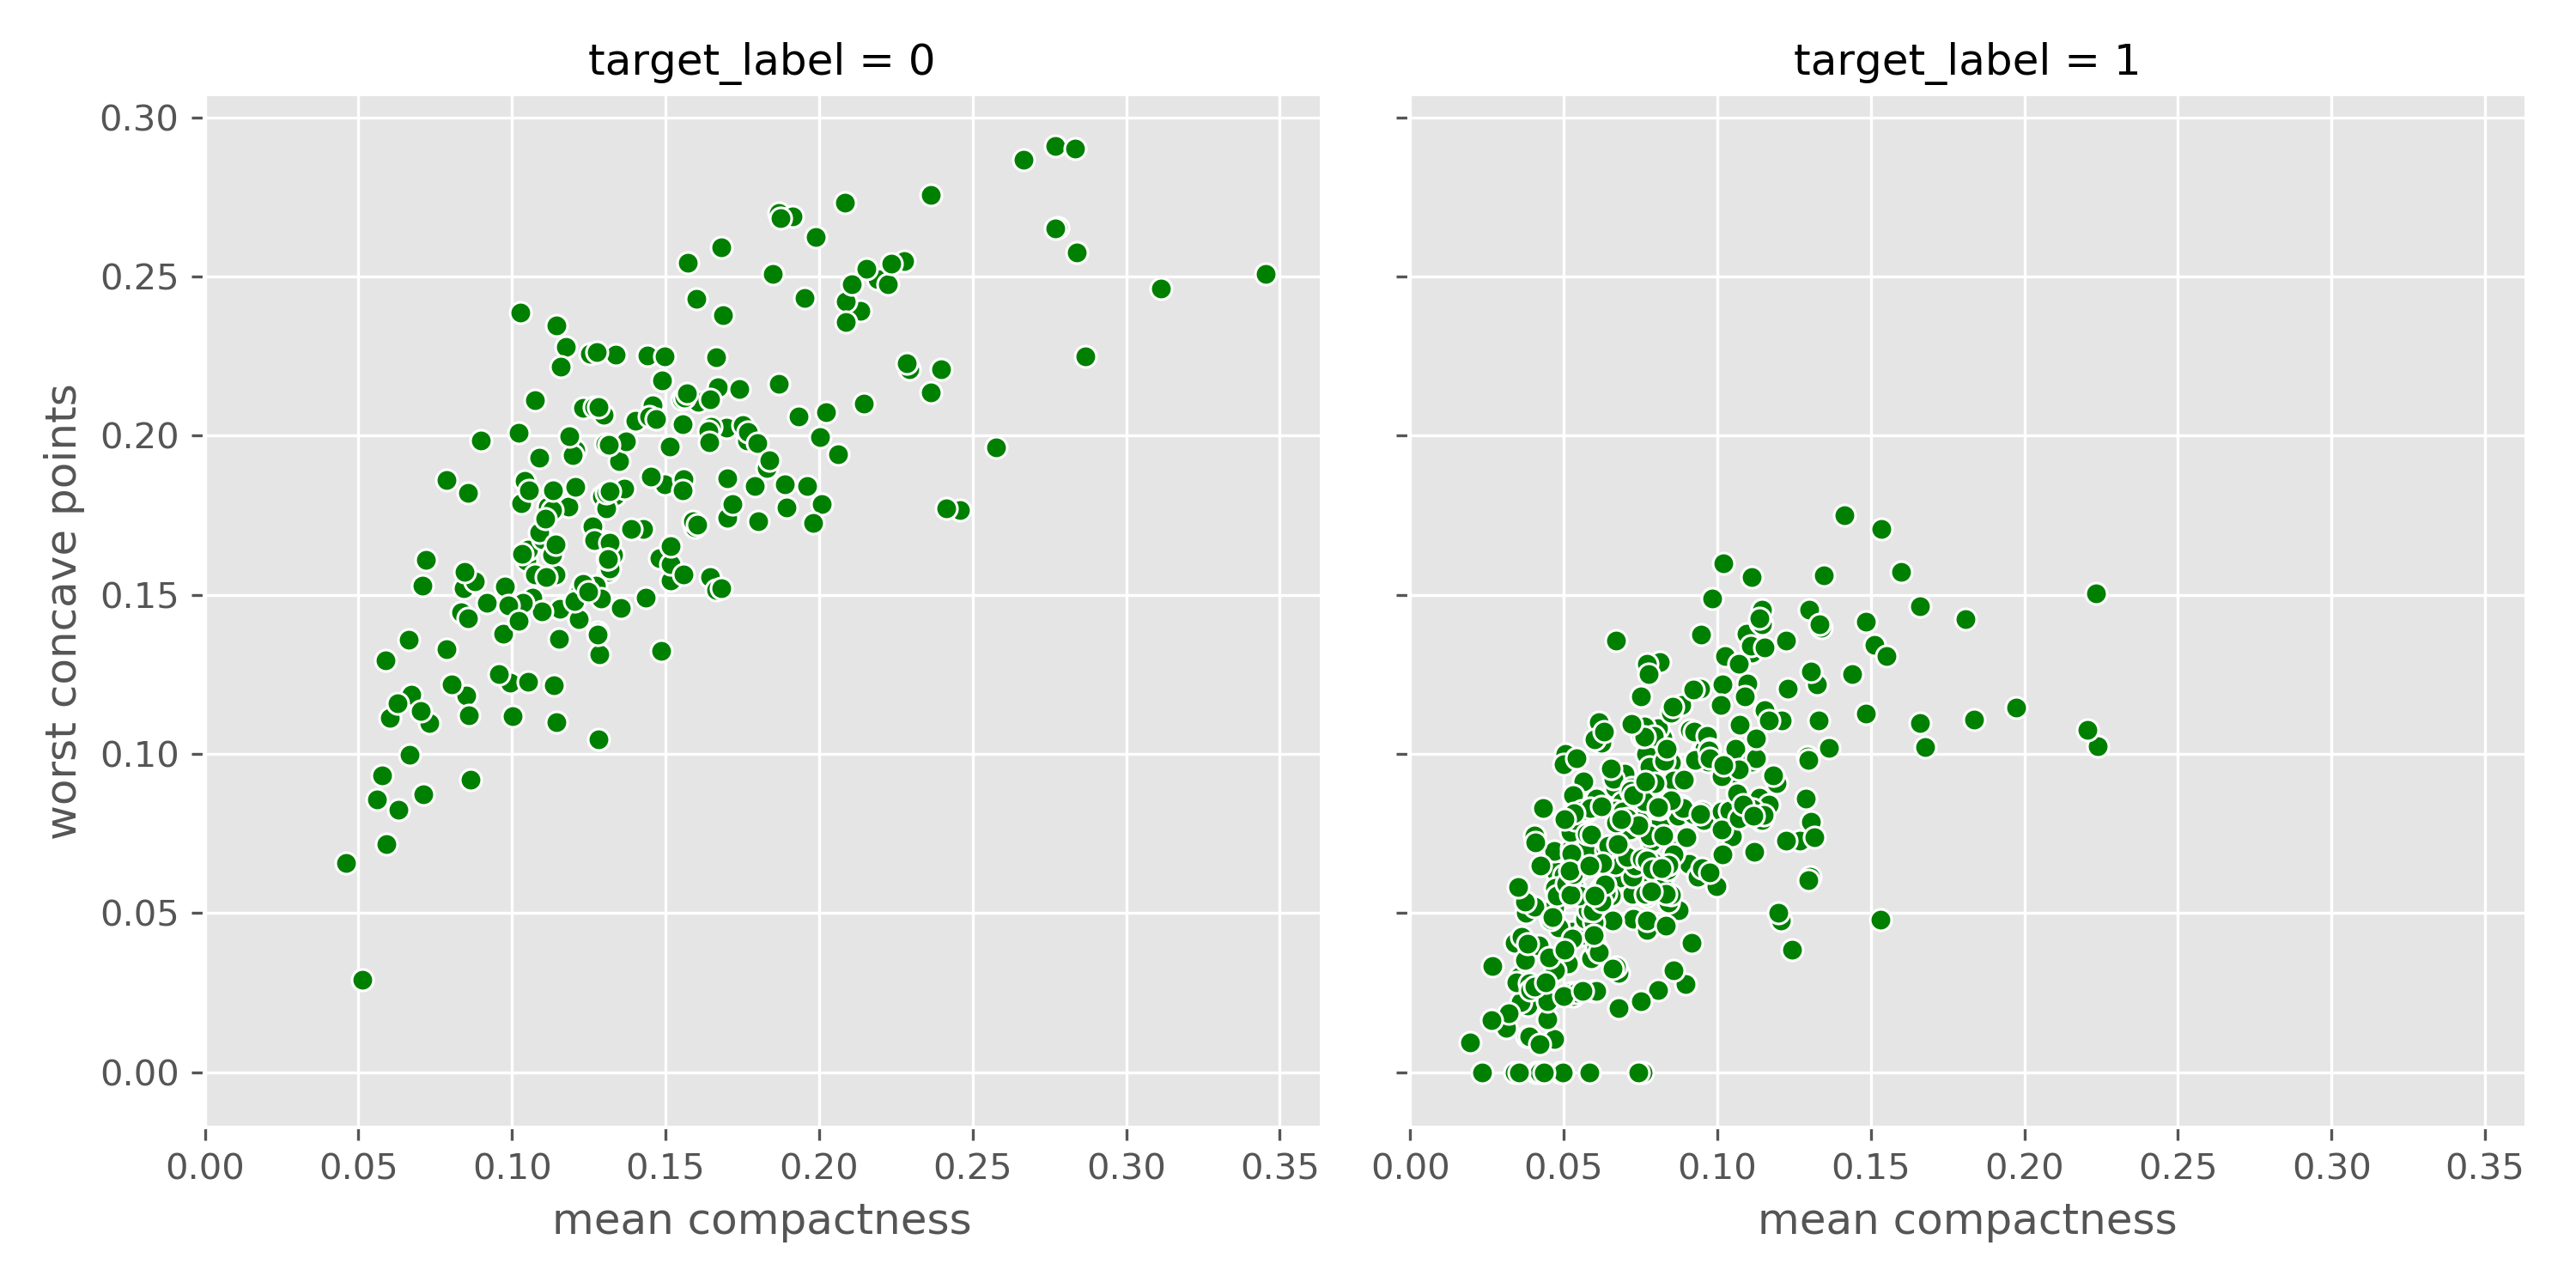 target_label = 0
target_label = 1
worst concave points
0.30
0.25
0.20
0.15
0.10
0.05
0.00
0.00 0.05 0.10 0.15 0.20 0.25 0.30 0.35
0.00 0.05 0.10 0.15 0.20 0.25 0.30 0.35
mean compactness
mean compactness